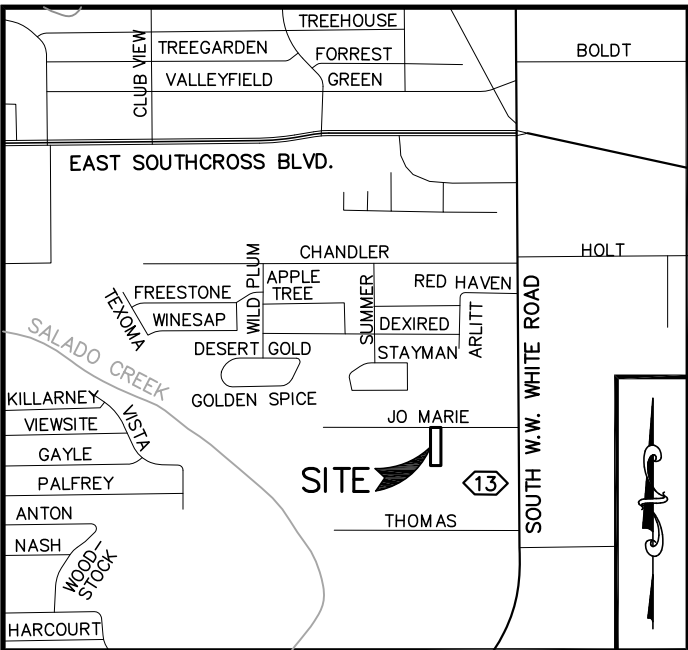 TREEHOUSE
CLUB VIEW
TREEGARDEN
FORREST
BOLDT
VALLEYFIELD
GREEN
EAST SOUTHCROSS BLVD.
CHANDLER
HOLT
WILD PLUM
APPLE
TREE
SUMMER
RED HAVEN
TEXOMA
FREESTONE
WINESAP
DEXIRED
ARLITT
SOUTH W.W. WHITE ROAD
SALADO CREEK
DESERT GOLD
STAYMAN
GOLDEN SPICE
KILLARNEY
VISTA
VIEWSITE
JO MARIE
GAYLE
PALFREY
SITE
13
ANTON
THOMAS
NASH
WOOD-
STOCK
HARCOURT